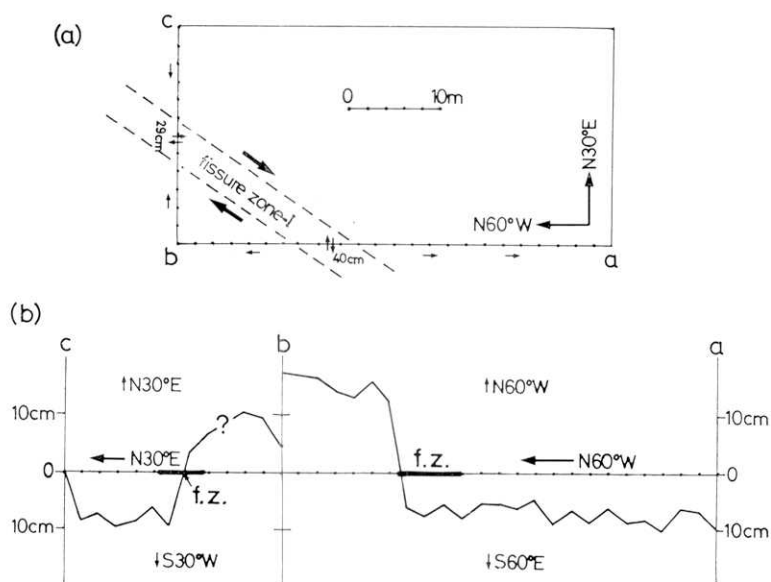 (a)
c
0 10m
29cm
fissure zone-I
N30°E
N60°W
b
40cm
a
(b)
c b a
↑N30°E ↑N60°W
10cm 10cm
?
N30°E f.z. N60°W
0 0
f.z.
10cm 10cm
↓S30°W ↓S60°E